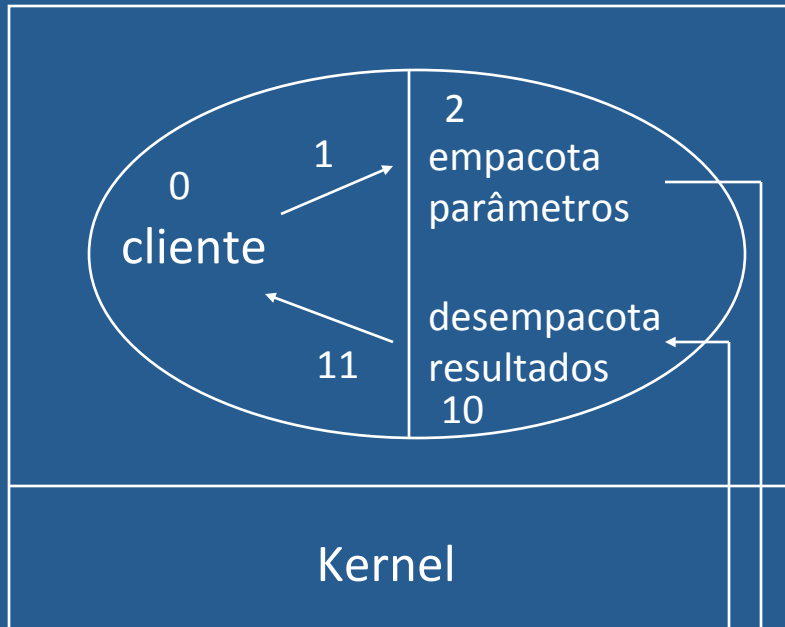 0
cliente
1
2
empacota
parâmetros
desempacota
resultados
10
11
Kernel